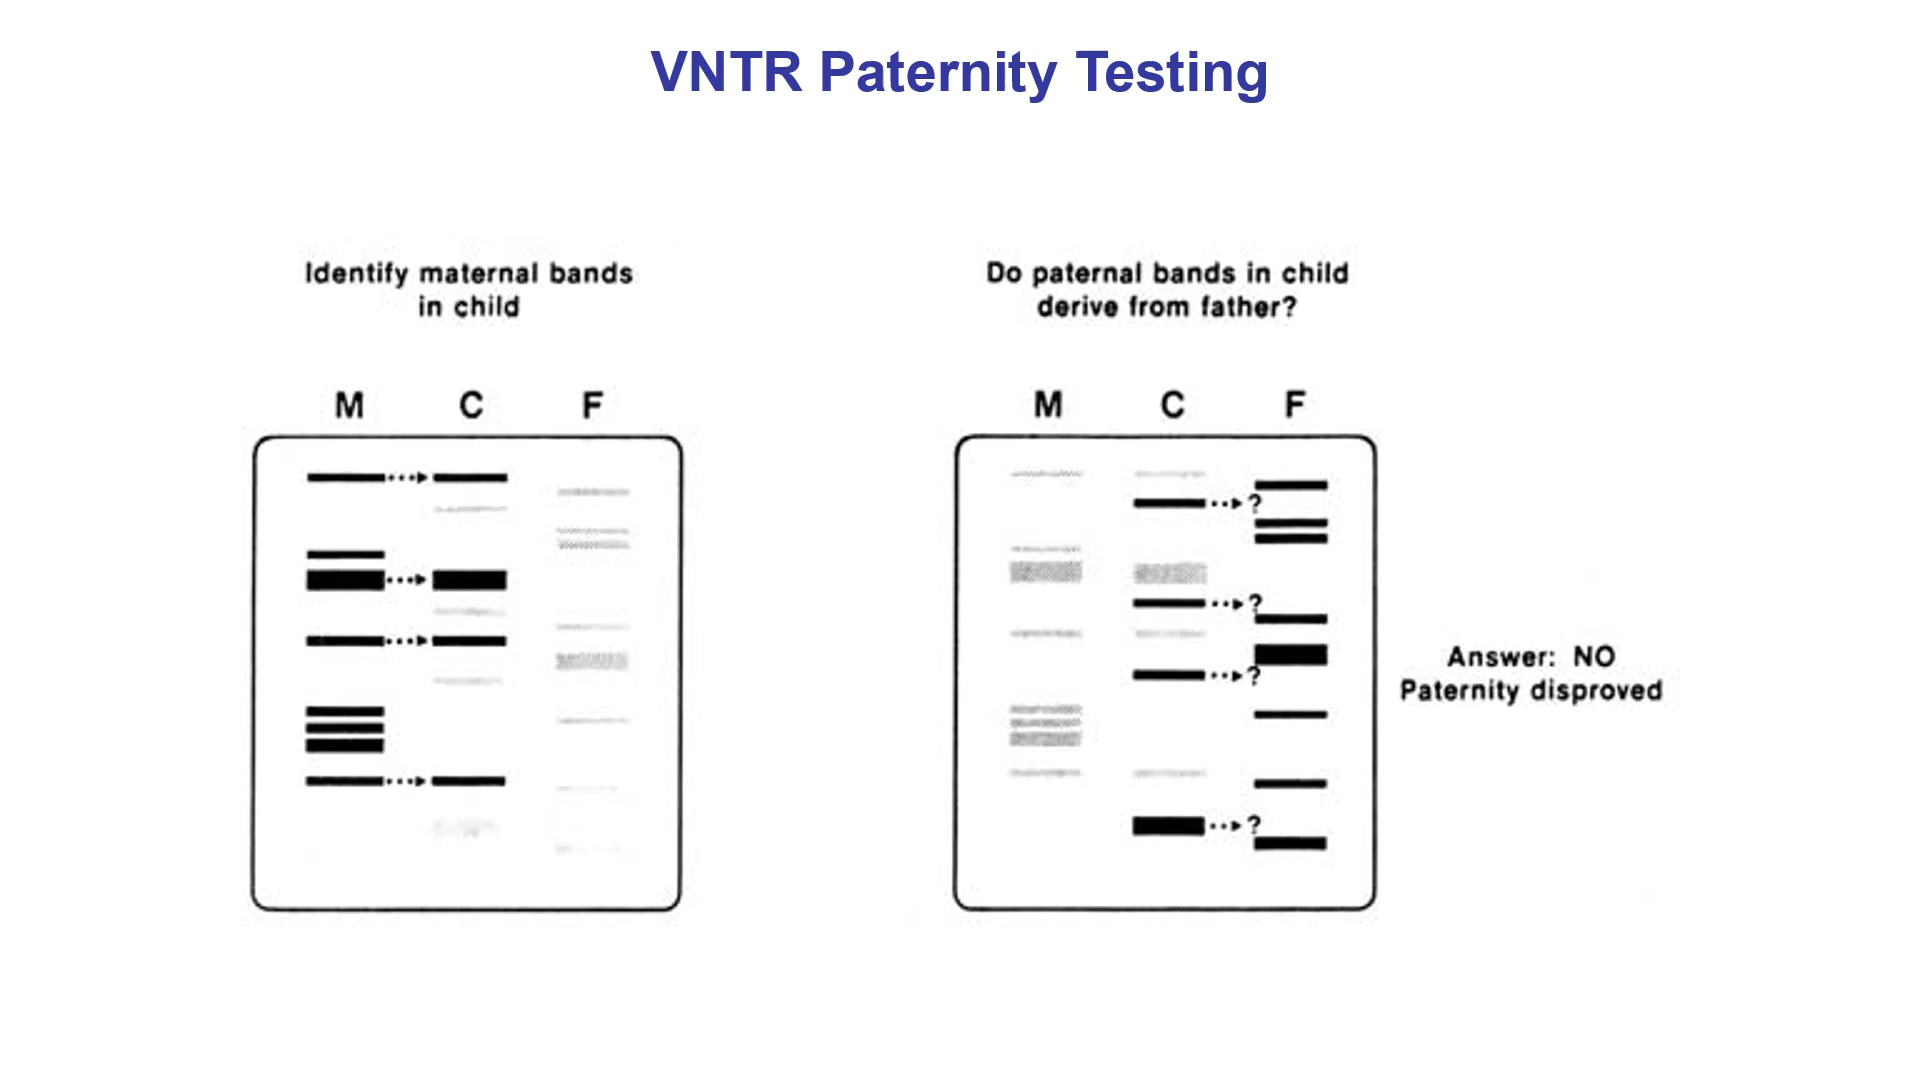 VNTR Paternity Testing
Identify maternal bands
in child
M C F
Do paternal bands in child
derive from father?
M C F
?
?
?
?
Answer: NO
Paternity disproved